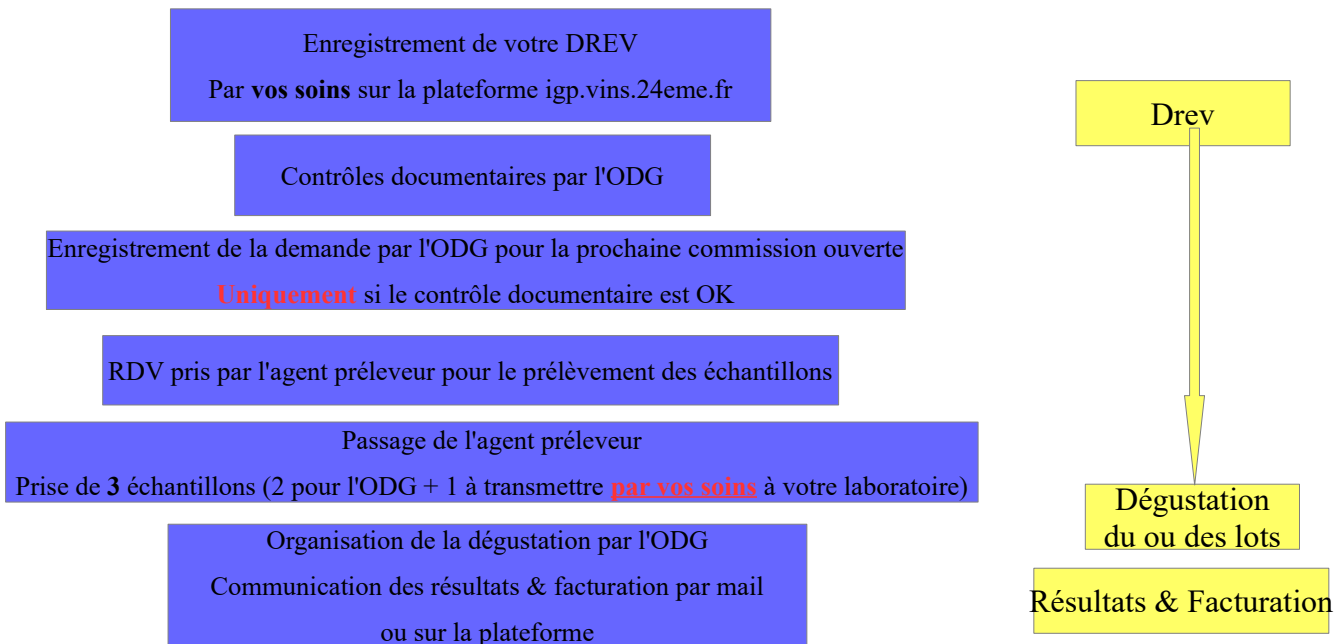 Enregistrement de votre DREV
Par vos soins sur la plateforme igp.vins.24eme.fr
Contrôles documentaires par l'ODG
Enregistrement de la demande par l'ODG pour la prochaine commission ouverte
Uniquement si le contrôle documentaire est OK
RDV pris par l'agent préleveur pour le prélèvement des échantillons
Passage de l'agent préleveur
Prise de 3 échantillons (2 pour l'ODG + 1 à transmettre par vos soins à votre laboratoire)
Organisation de la dégustation par l'ODG
Communication des résultats & facturation par mail
ou sur la plateforme
Drev
Dégustation
du ou des lots
Résultats & Facturation